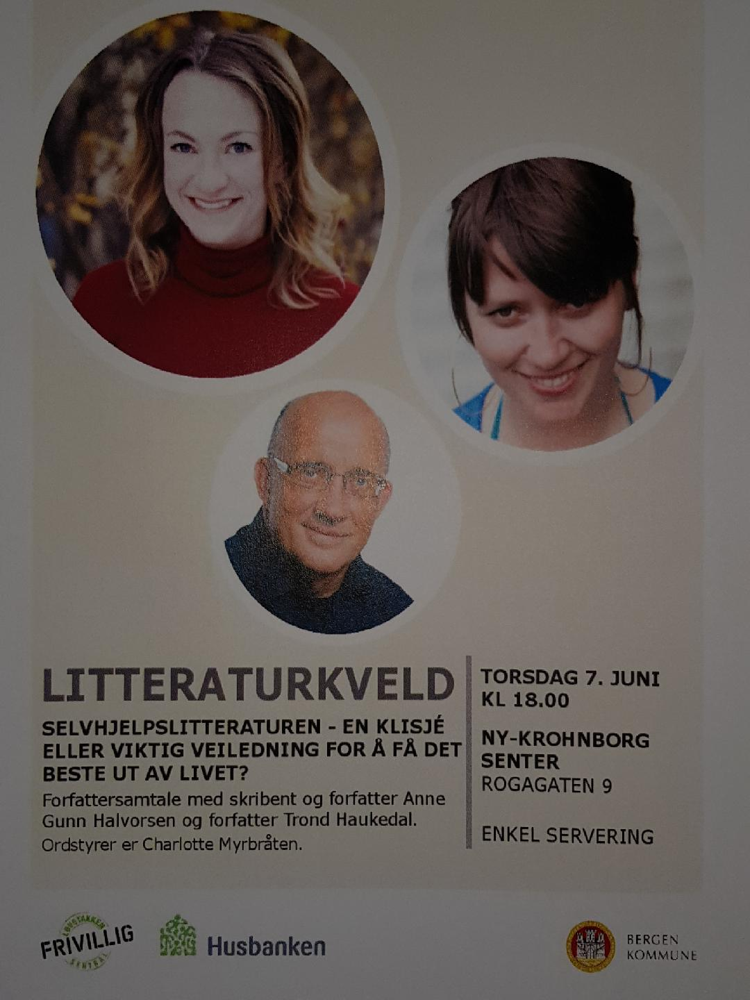 LITTERATURKVELD
SELVHJELPSLITTERATUREN - EN KLISJÉ
ELLER VIKTIG VEILEDNING FOR Å FÅ DET
BESTE UT AV LIVET?
Forfattersamtale med skribent og forfatter Anne
Gunn Halvorsen og forfatter Trond Haukedal.
Ordstyrer er Charlotte Myrbråten.
TORSDAG 7. JUNI
KL 18.00
NY-KROHNBORG
SENTER
ROGAGATEN 9
ENKEL SERVERING
LØVSTAKKEN
FRIVILLIG
SENTRAL
Husbanken
BERGEN
KOMMUNE